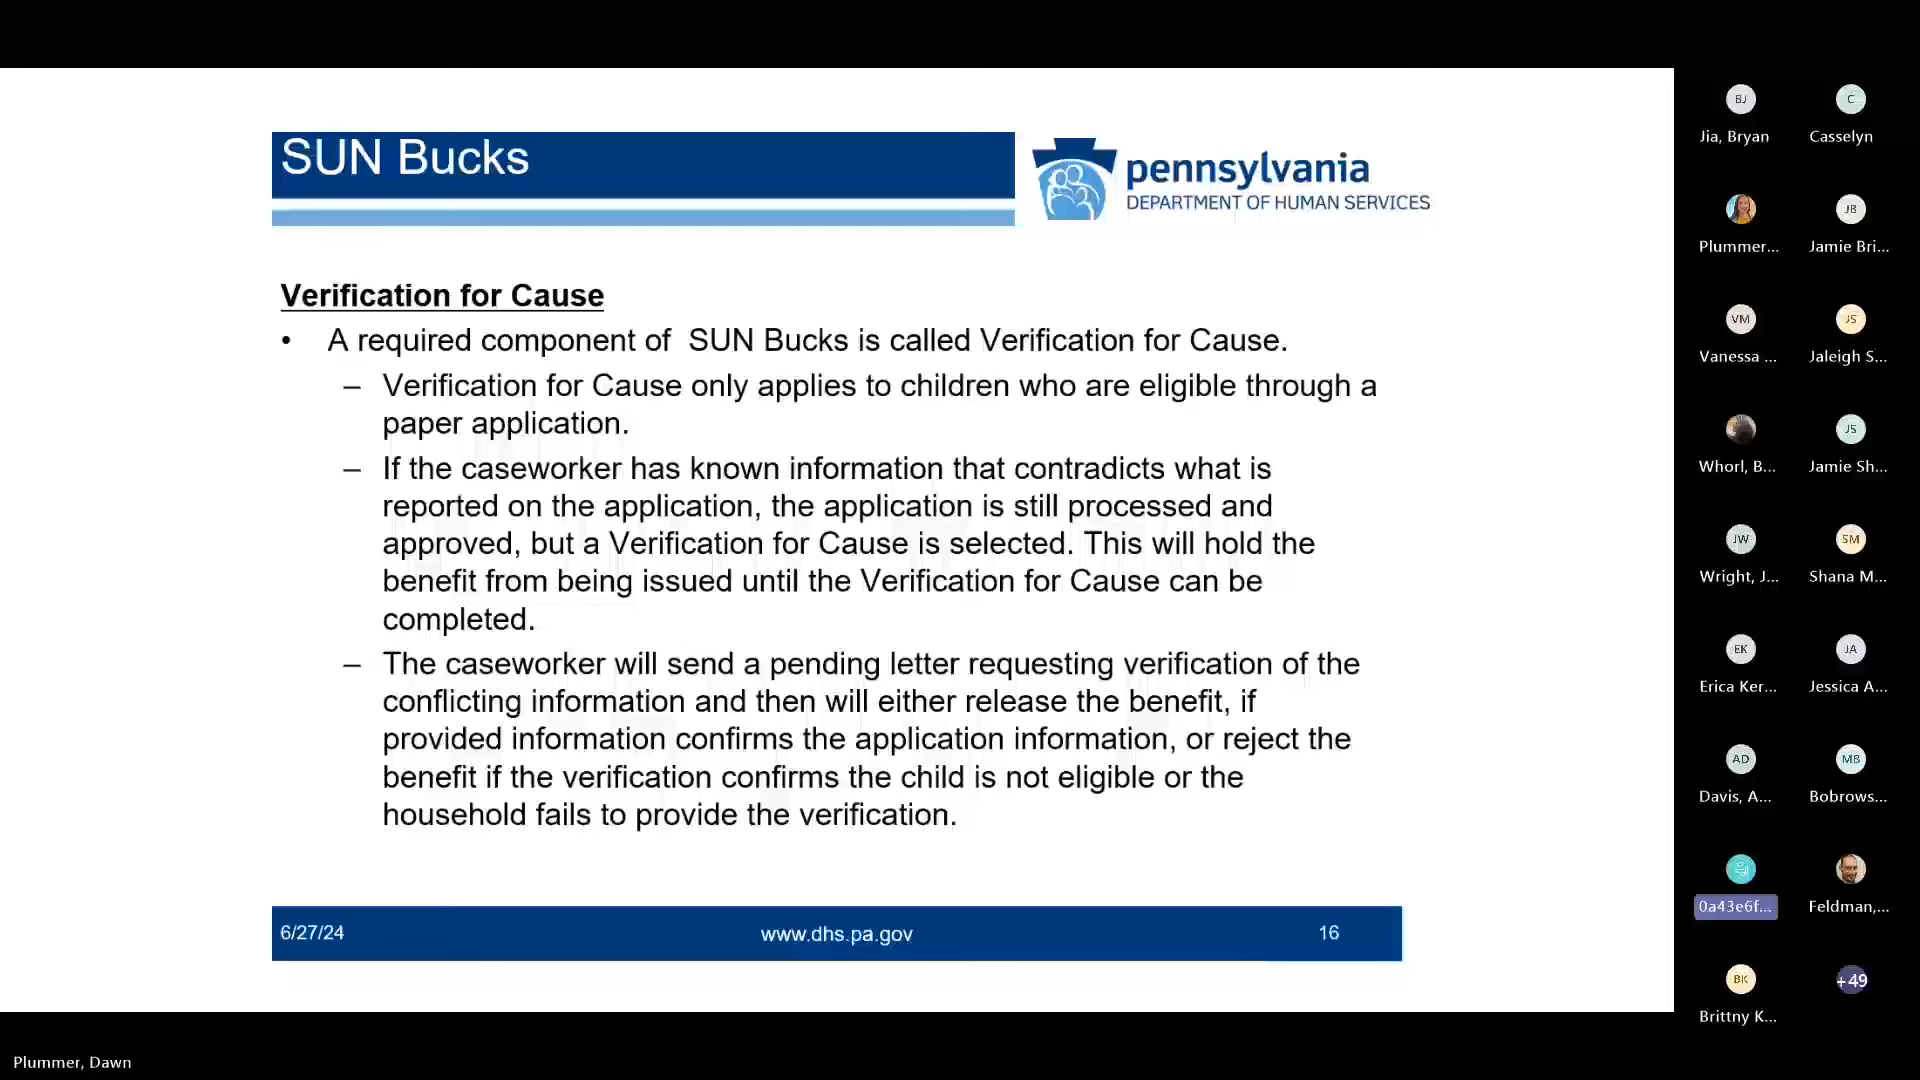 SUN Bucks
pennsylvania
DEPARTMENT OF HUMAN SERVICES
Verification for Cause
• A required component of SUN Bucks is called Verification for Cause.
– Verification for Cause only applies to children who are eligible through a
paper application.
– If the caseworker has known information that contradicts what is
reported on the application, the application is still processed and
approved, but a Verification for Cause is selected. This will hold the
benefit from being issued until the Verification for Cause can be
completed.
– The caseworker will send a pending letter requesting verification of the
conflicting information and then will either release the benefit, if
provided information confirms the application information, or reject the
benefit if the verification confirms the child is not eligible or the
household fails to provide the verification.
6/27/24 www.dhs.pa.gov 16
BJ C
Jia, Bryan Casselyn
JB
Plummer... Jamie Bri...
VM JS
Vanessa ... Jaleigh S...
JS
Whorl, B... Jamie Sh...
JW SM
Wright, J... Shana M...
EK JA
Erica Ker... Jessica A...
AD MB
Davis, A... Bobrows...
0a43e6f... Feldman,...
BK +49
Brittny K...
Plummer, Dawn